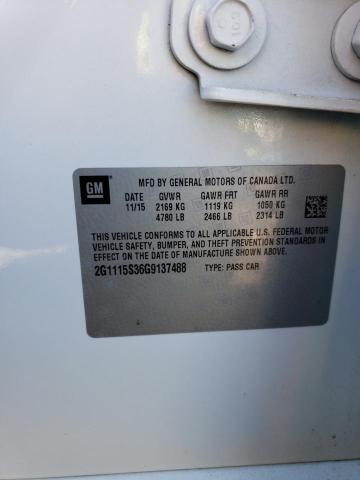 GM
MFD BY GENERAL MOTORS OF CANADA LTD.
DATE GVWR GAWR FRT GAWR RR
11/15 2169 KG 1119 KG 1050 KG
4780 LB 2466 LB 2314 LB
THIS VEHICLE CONFORMS TO ALL APPLICABLE U.S. FEDERAL MOTOR
VEHICLE SAFETY, BUMPER, AND THEFT PREVENTION STANDARDS IN
EFFECT ON THE DATE OF MANUFACTURE SHOWN ABOVE.
2G1115S36G9137488 TYPE: PASS CAR